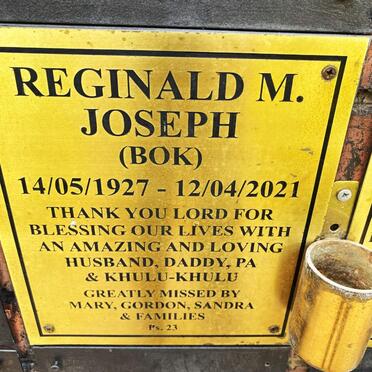 REGINALD M.
JOSEPH
(BOK)
14/05/1927 - 12/04/2021
THANK YOU LORD FOR
BLESSING OUR LIVES WITH
AN AMAZING AND LOVING
HUSBAND, DADDY, PA
& KHULU-KHULU
GREATLY MISSED BY
MARY, GORDON, SANDRA
& FAMILIES
Ps. 23